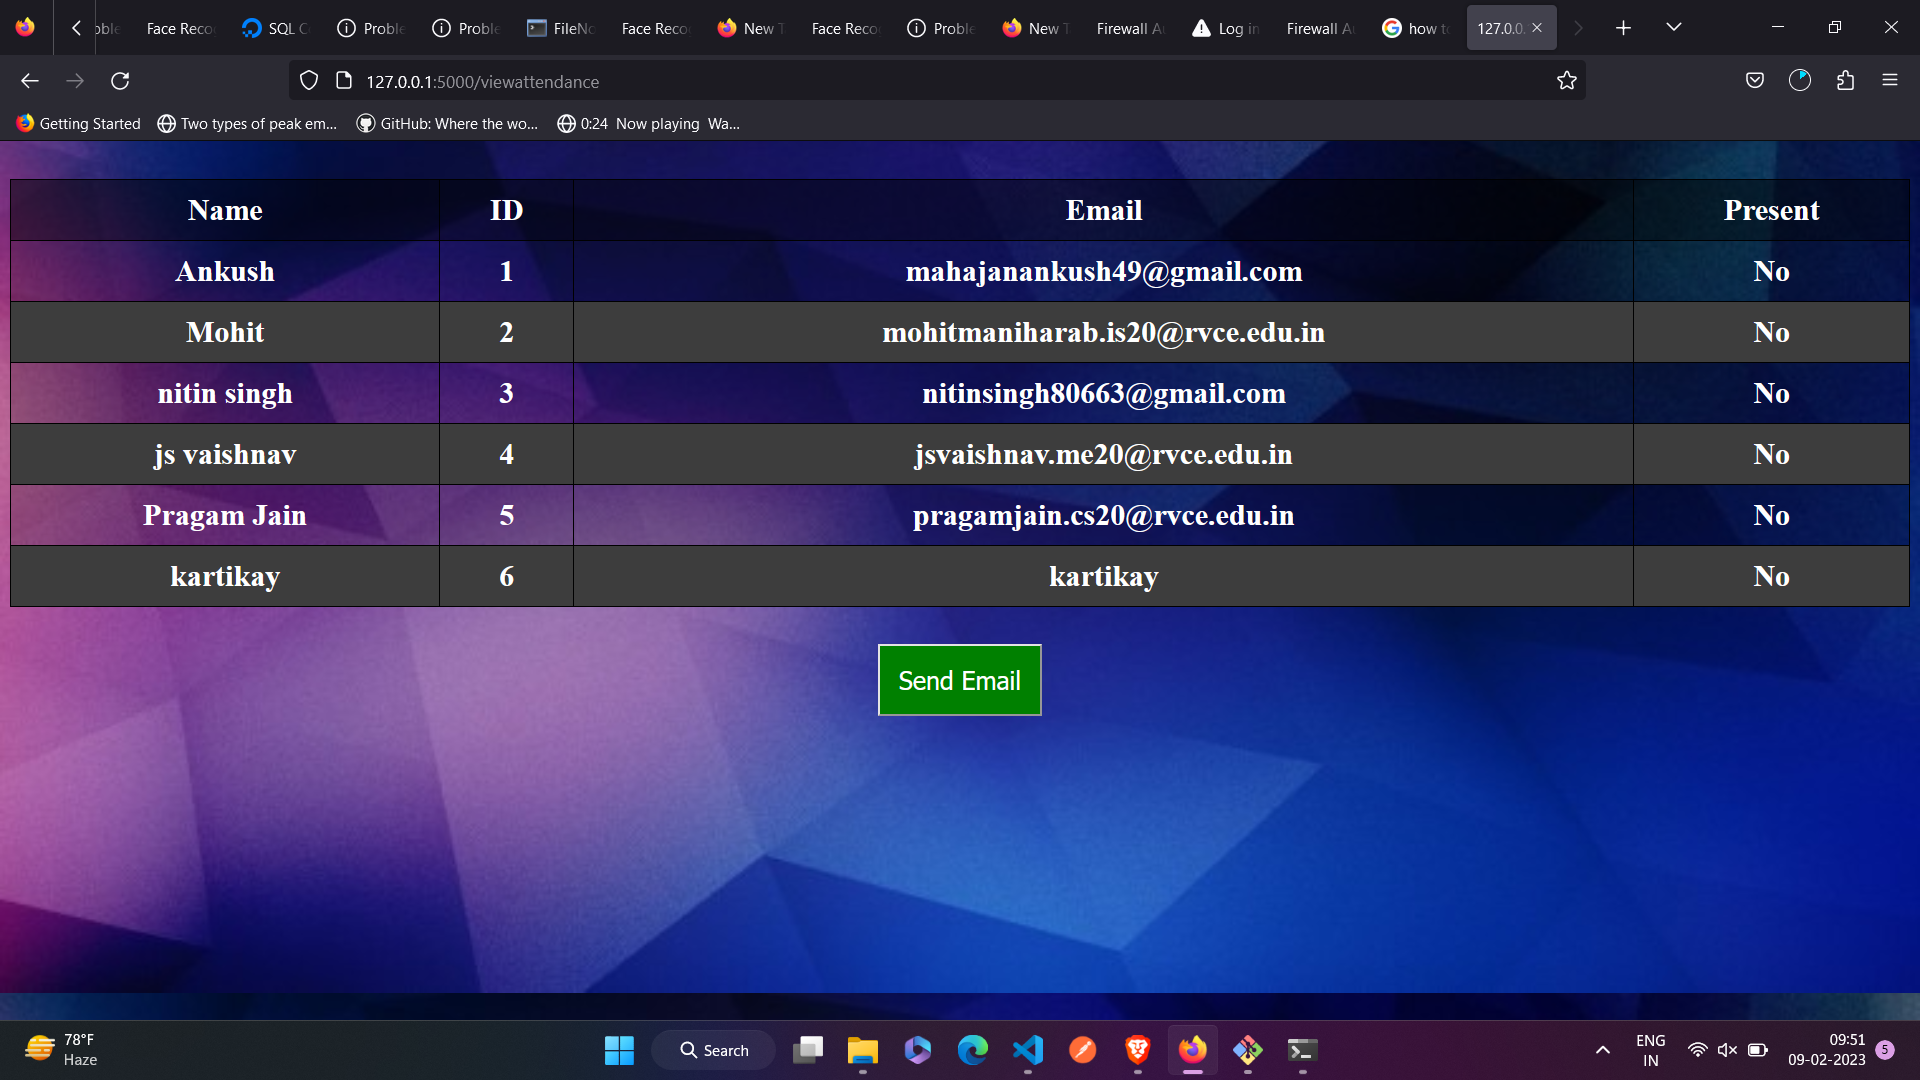 Face Reco SQL C Proble Proble FileNo Face Reco New T Face Reco Proble New T Firewall Au Log in Firewall Au how to 127.0.0.
127.0.0.1:5000/viewattendance
Getting Started Two types of peak em... GitHub: Where the wo... 0:24 Now playing Wa...
Name ID Email Present
Ankush 1 mahajanankush49@gmail.com No
Mohit 2 mohitmaniharab.is20@rvce.edu.in No
nitin singh 3 nitinsingh80663@gmail.com No
js vaishnav 4 jsvaishnav.me20@rvce.edu.in No
Pragam Jain 5 pragamjain.cs20@rvce.edu.in No
kartikay 6 kartikay No
Send Email
78°F
Haze
Search
ENG
IN
09:51
09-02-2023
5